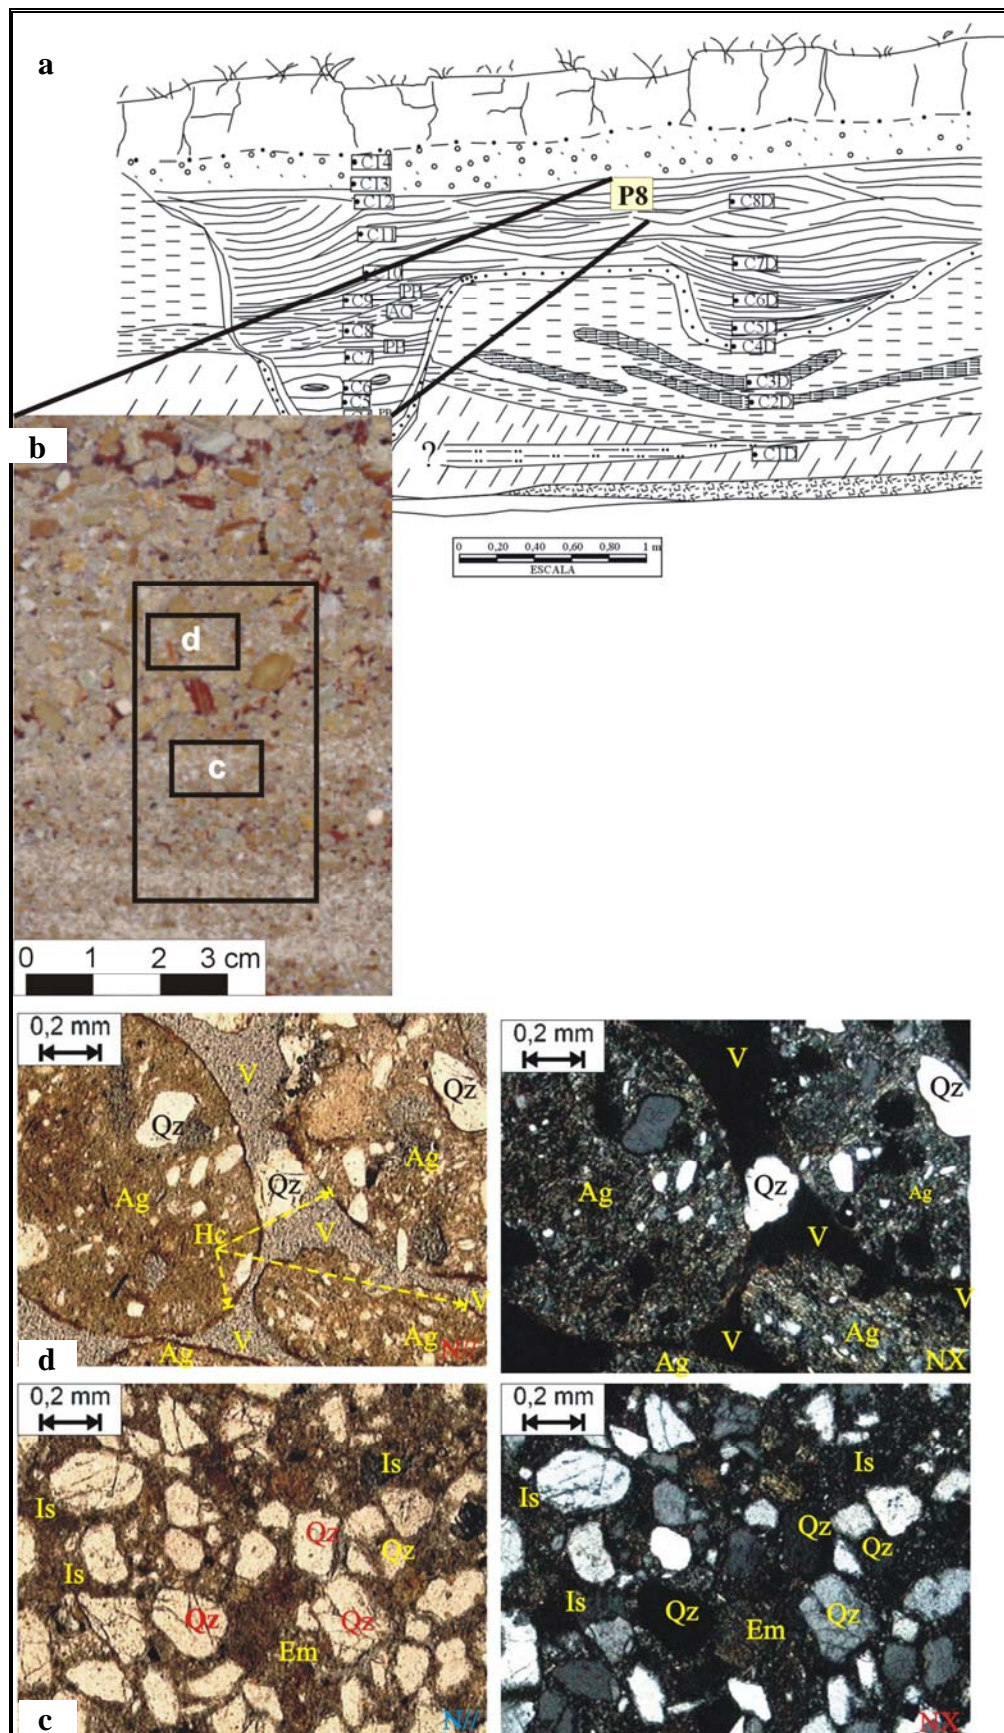 a
C14
C13
C12
P8
C8D
C11
C7D
C10
PB
C9
C6D
AC
C8
C5D
C4D
C7
C3D
C6
C2D
C5
PB
b
?
C1D
0 0,20 0,40 0,60 0,80 1 m
ESCALA
d
c
0 1 2 3 cm
0,2 mm
V
Qz
Qz
Ag
Ag
Qz
Hc
V
V
V
Ag
Ag
N//
d
0,2 mm
V
Qz
Qz
Ag
Ag
V
V
V
Ag
Ag
NX
0,2 mm
Is
Is
Qz
Qz
Is
Qz
Qz
Em
N//
c
0,2 mm
Is
Is
Qz
Qz
Is
Qz
Qz
Em
NX